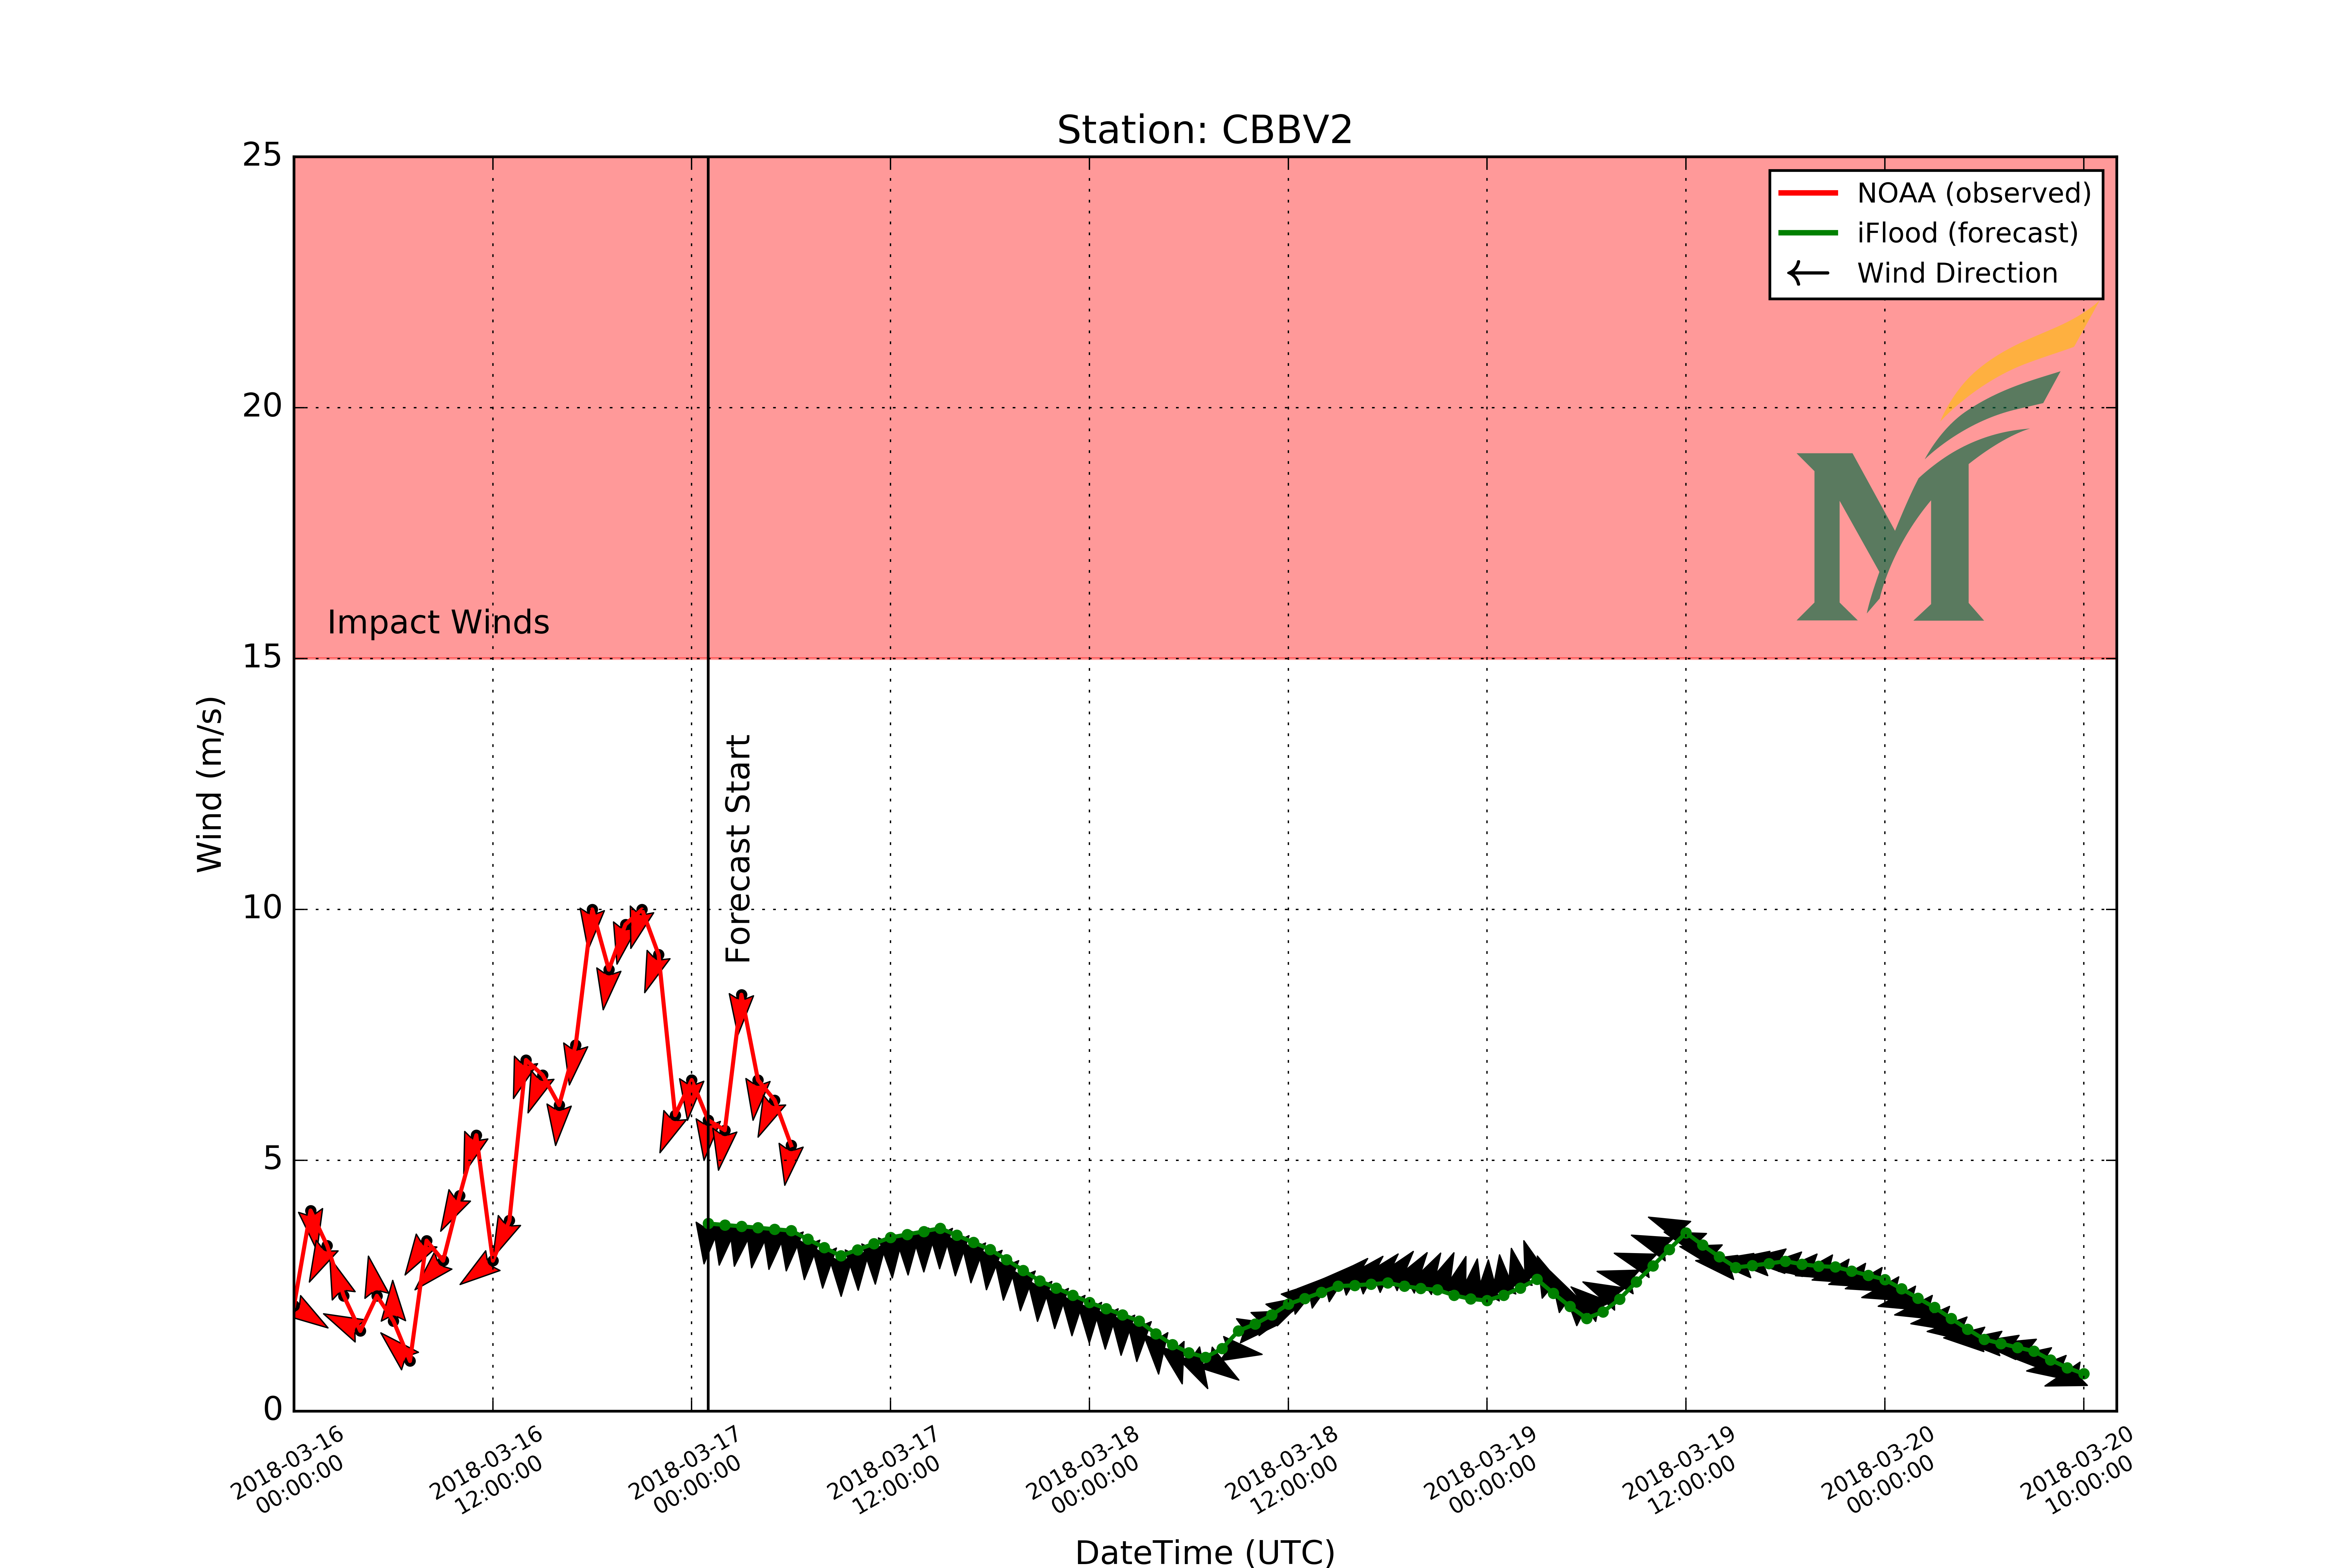 Station: CBBV2
25
20
15
10
5
0
Wind (m/s)
NOAA (observed)
iFlood (forecast)
Wind Direction
Impact Winds
Forecast Start
M
2018-03-16
00:00:00
2018-03-16
12:00:00
2018-03-17
00:00:00
2018-03-17
12:00:00
2018-03-18
00:00:00
2018-03-18
12:00:00
2018-03-19
00:00:00
2018-03-19
12:00:00
2018-03-20
00:00:00
2018-03-20
10:00:00
DateTime (UTC)